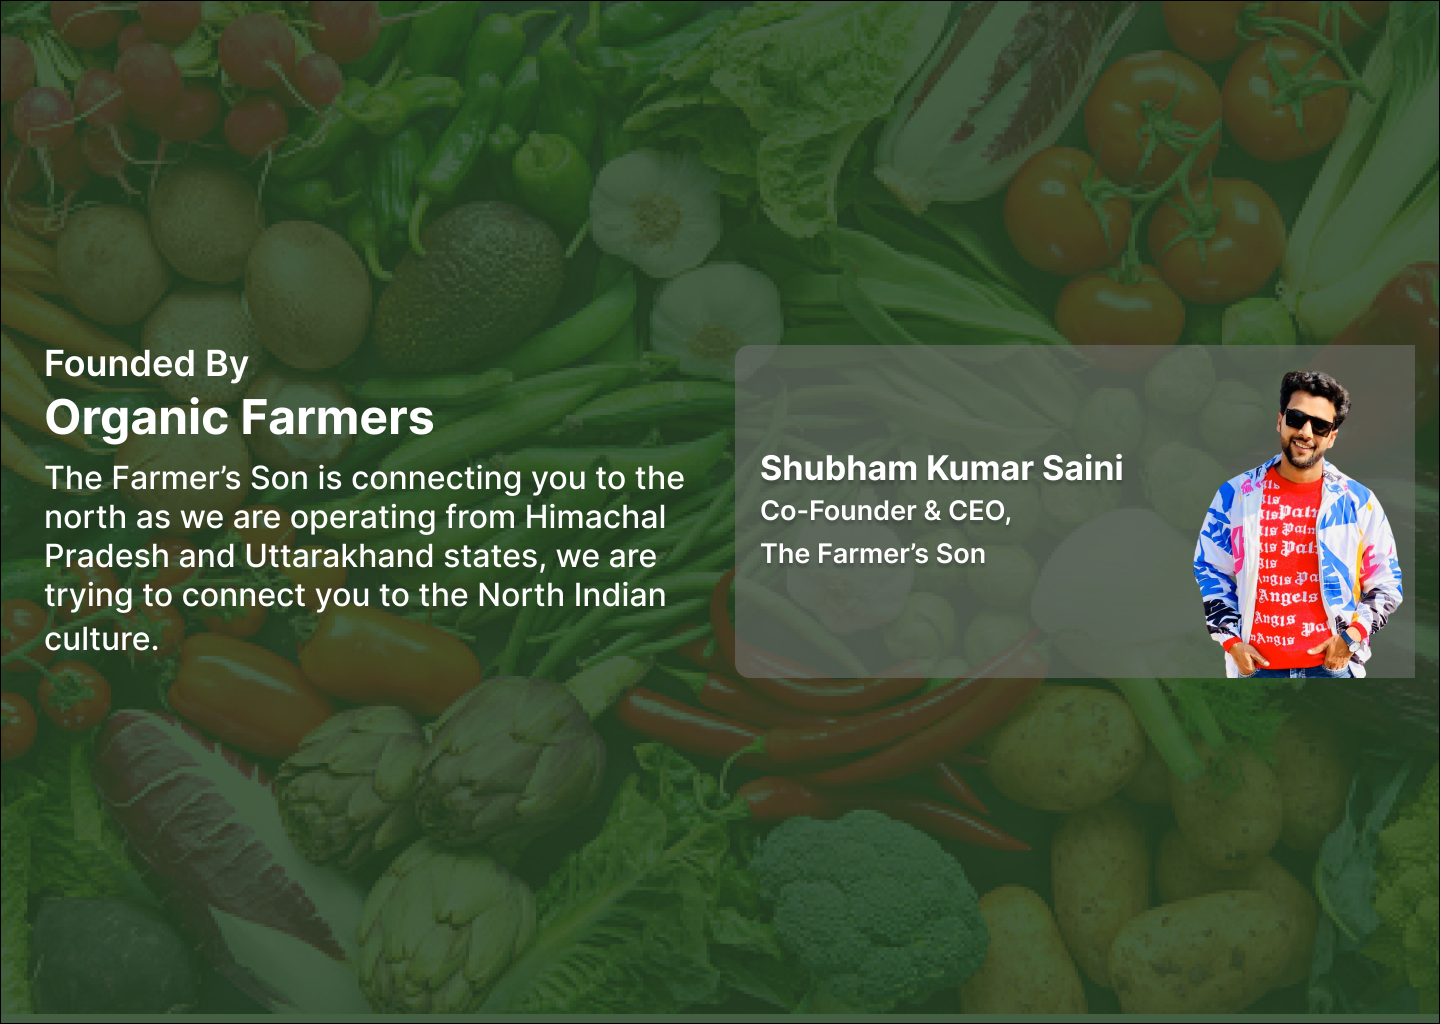 Founded By
Organic Farmers
The Farmer’s Son is connecting you to the
north as we are operating from Himachal
Pradesh and Uttarakhand states, we are
trying to connect you to the North Indian
culture.
Shubham Kumar Saini
Co-Founder & CEO,
The Farmer’s Son
Palm
Angels